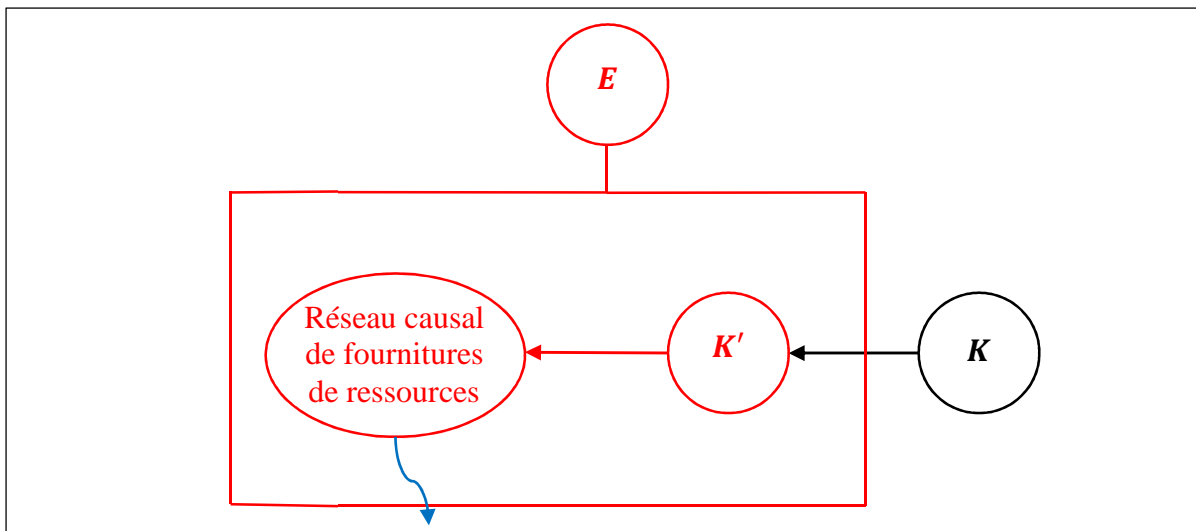 E
Réseau causal
de fournitures
de ressources
K′
K